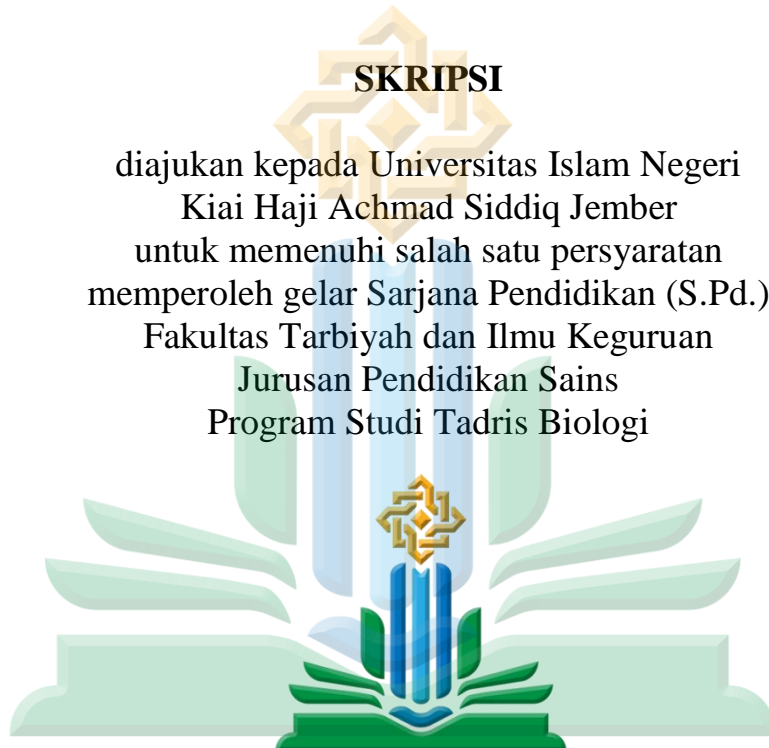 SKRIPSI
diajukan kepada Universitas Islam Negeri
Kiai Haji Achmad Siddiq Jember
untuk memenuhi salah satu persyaratan
memperoleh gelar Sarjana Pendidikan (S.Pd.)
Fakultas Tarbiyah dan Ilmu Keguruan
Jurusan Pendidikan Sains
Program Studi Tadris Biologi